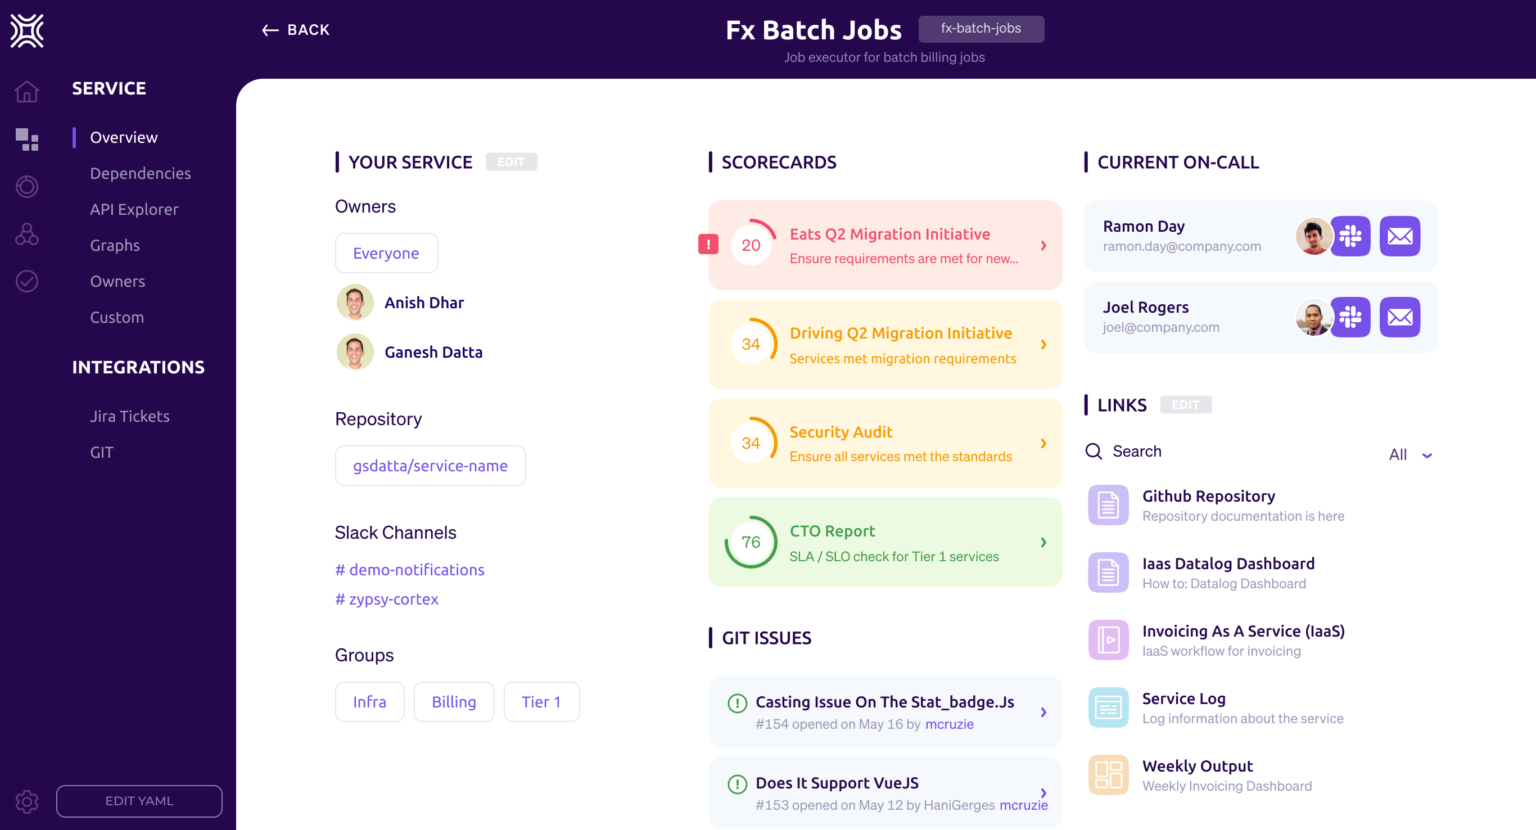 BACK
Fx Batch Jobs
fx-batch-jobs
Job executor for batch billing jobs
SERVICE
Overview
Dependencies
API Explorer
Graphs
Owners
Custom
INTEGRATIONS
Jira Tickets
GIT
EDIT YAML
YOUR SERVICE
EDIT
Owners
Everyone
Anish Dhar
Ganesh Datta
Repository
gsdatta/service-name
Slack Channels
# demo-notifications
# zypsy-cortex
Groups
Infra
Billing
Tier 1
SCORECARDS
!
20
Eats Q2 Migration Initiative
Ensure requirements are met for new...
34
Driving Q2 Migration Initiative
Services met migration requirements
34
Security Audit
Ensure all services met the standards
76
CTO Report
SLA / SLO check for Tier 1 services
GIT ISSUES
Casting Issue On The Stat_badge.Js
#154 opened on May 16 by mcruzie
Does It Support VueJS
#153 opened on May 12 by HaniGerges mcruzie
CURRENT ON-CALL
Ramon Day
ramon.day@company.com
Joel Rogers
joel@company.com
LINKS
EDIT
Search
All
Github Repository
Repository documentation is here
Iaas Datalog Dashboard
How to: Datalog Dashboard
Invoicing As A Service (IaaS)
IaaS workflow for invoicing
Service Log
Log information about the service
Weekly Output
Weekly Invoicing Dashboard